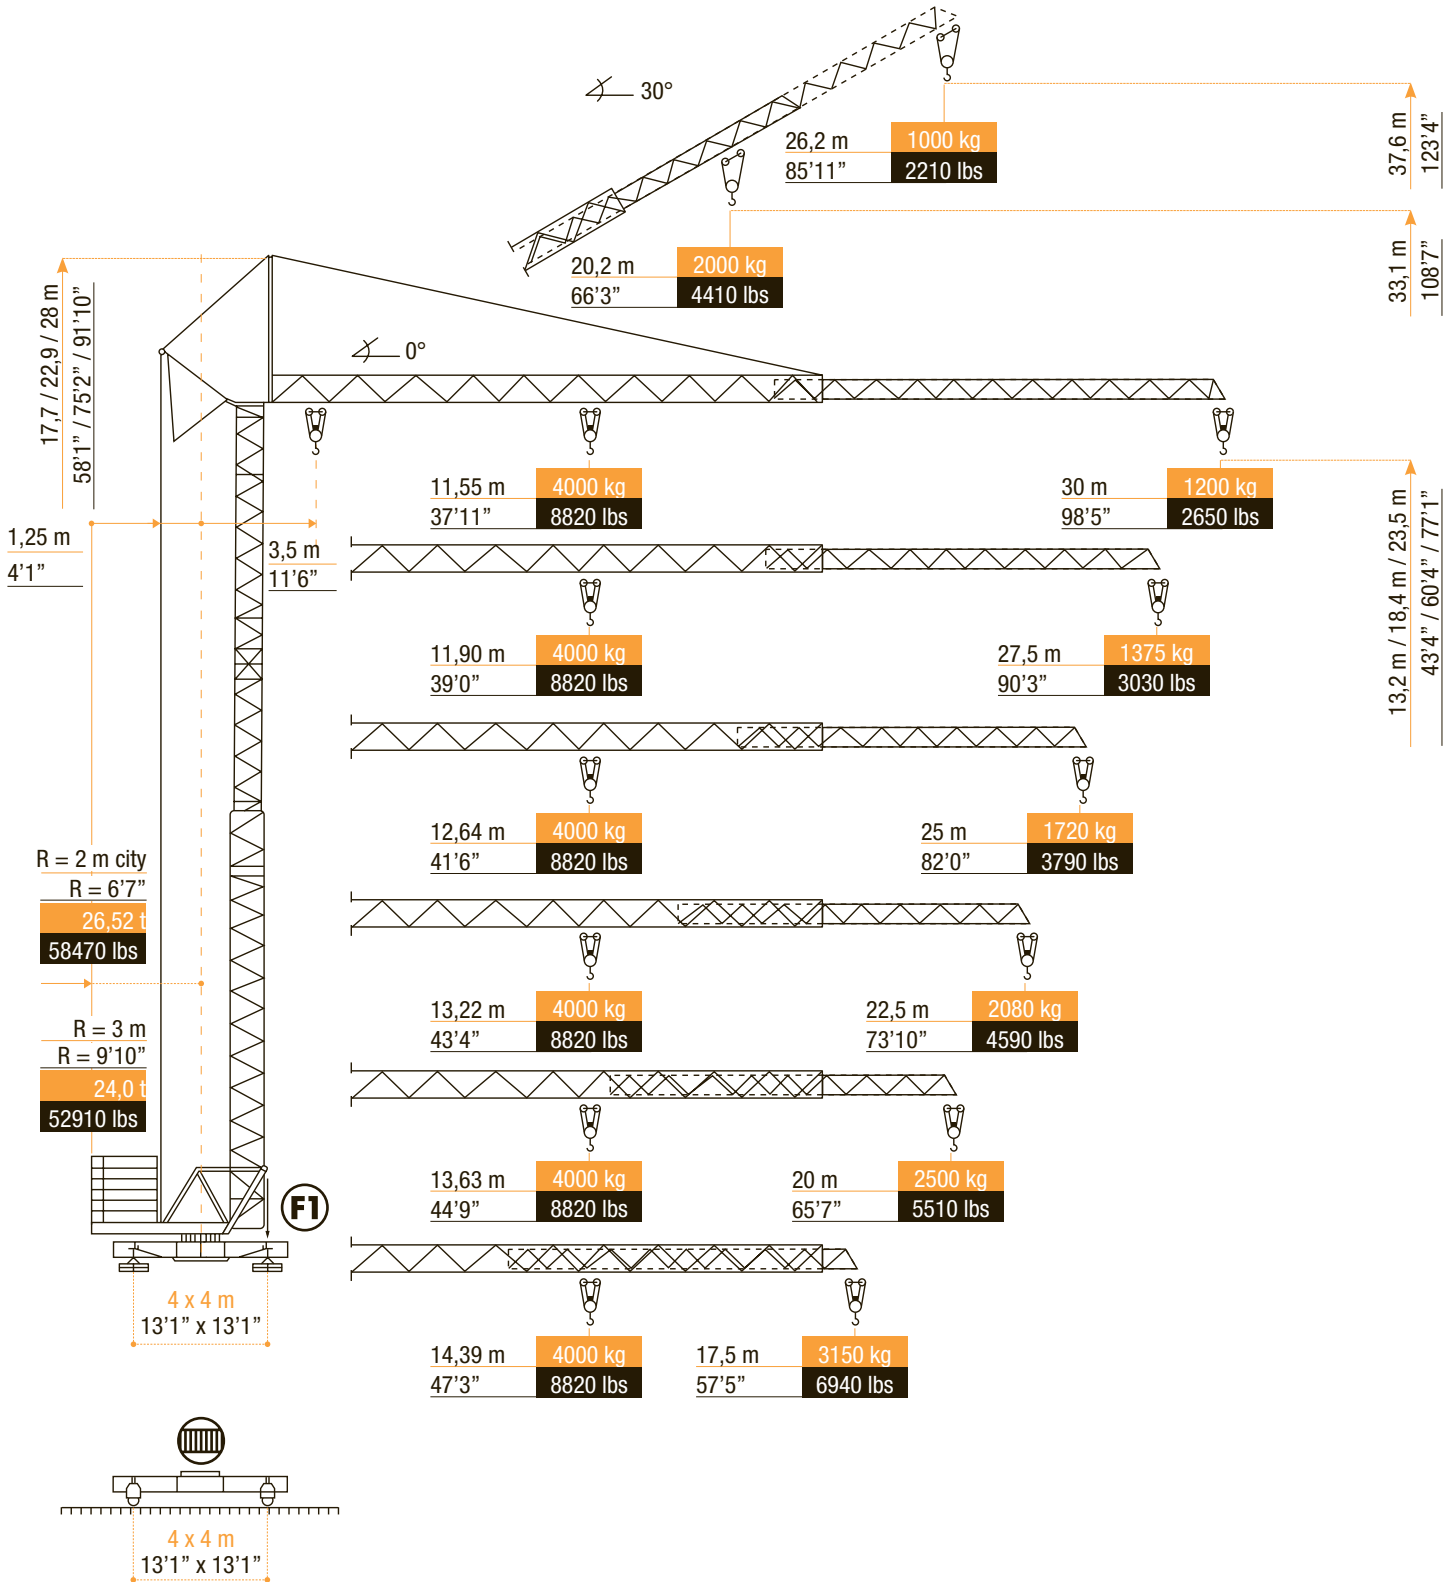 30°
26,2 m 1000 kg
85’11” 2210 lbs
37,6 m
123’4”
20,2 m 2000 kg
66’3” 4410 lbs
33,1 m
108’7”
17,7 / 22,9 / 28 m
58’1” / 75’2” / 91’10”
0°
11,55 m 4000 kg
37’11” 8820 lbs
30 m 1200 kg
98’5” 2650 lbs
13,2 m / 18,4 m / 23,5 m
43’4” / 60’4” / 77’1”
1,25 m
4’1”
3,5 m
11’6”
11,90 m 4000 kg
39’0” 8820 lbs
27,5 m 1375 kg
90’3” 3030 lbs
12,64 m 4000 kg
41’6” 8820 lbs
25 m 1720 kg
82’0” 3790 lbs
R = 2 m city
R = 6’7”
26,52 t
58470 lbs
13,22 m 4000 kg
43’4” 8820 lbs
22,5 m 2080 kg
73’10” 4590 lbs
R = 3 m
R = 9’10”
24,0 t
52910 lbs
13,63 m 4000 kg
44’9” 8820 lbs
20 m 2500 kg
65’7” 5510 lbs
F1
4 x 4 m
13’1” x 13’1”
14,39 m 4000 kg
47’3” 8820 lbs
17,5 m 3150 kg
57’5” 6940 lbs
4 x 4 m
13’1” x 13’1”